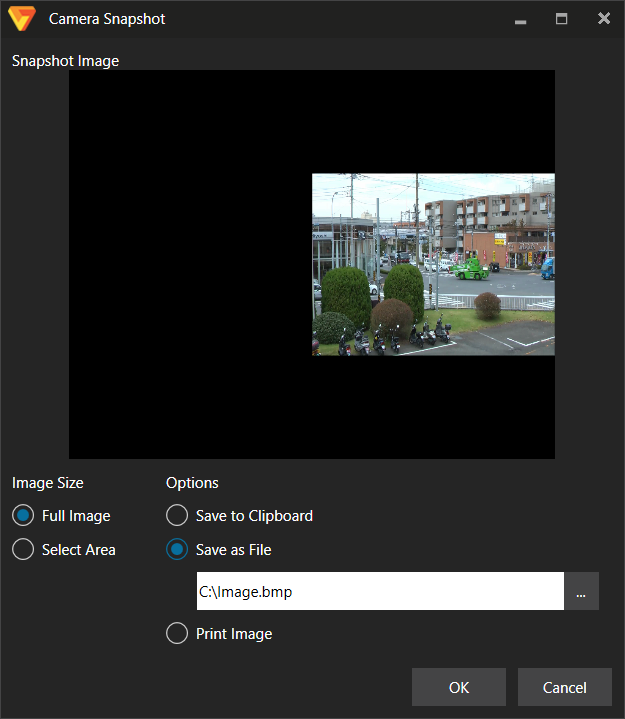 Camera Snapshot
Snapshot Image
Image Size
Options
Full Image
Save to Clipboard
Select Area
Save as File
C:\Image.bmp
...
Print Image
OK
Cancel